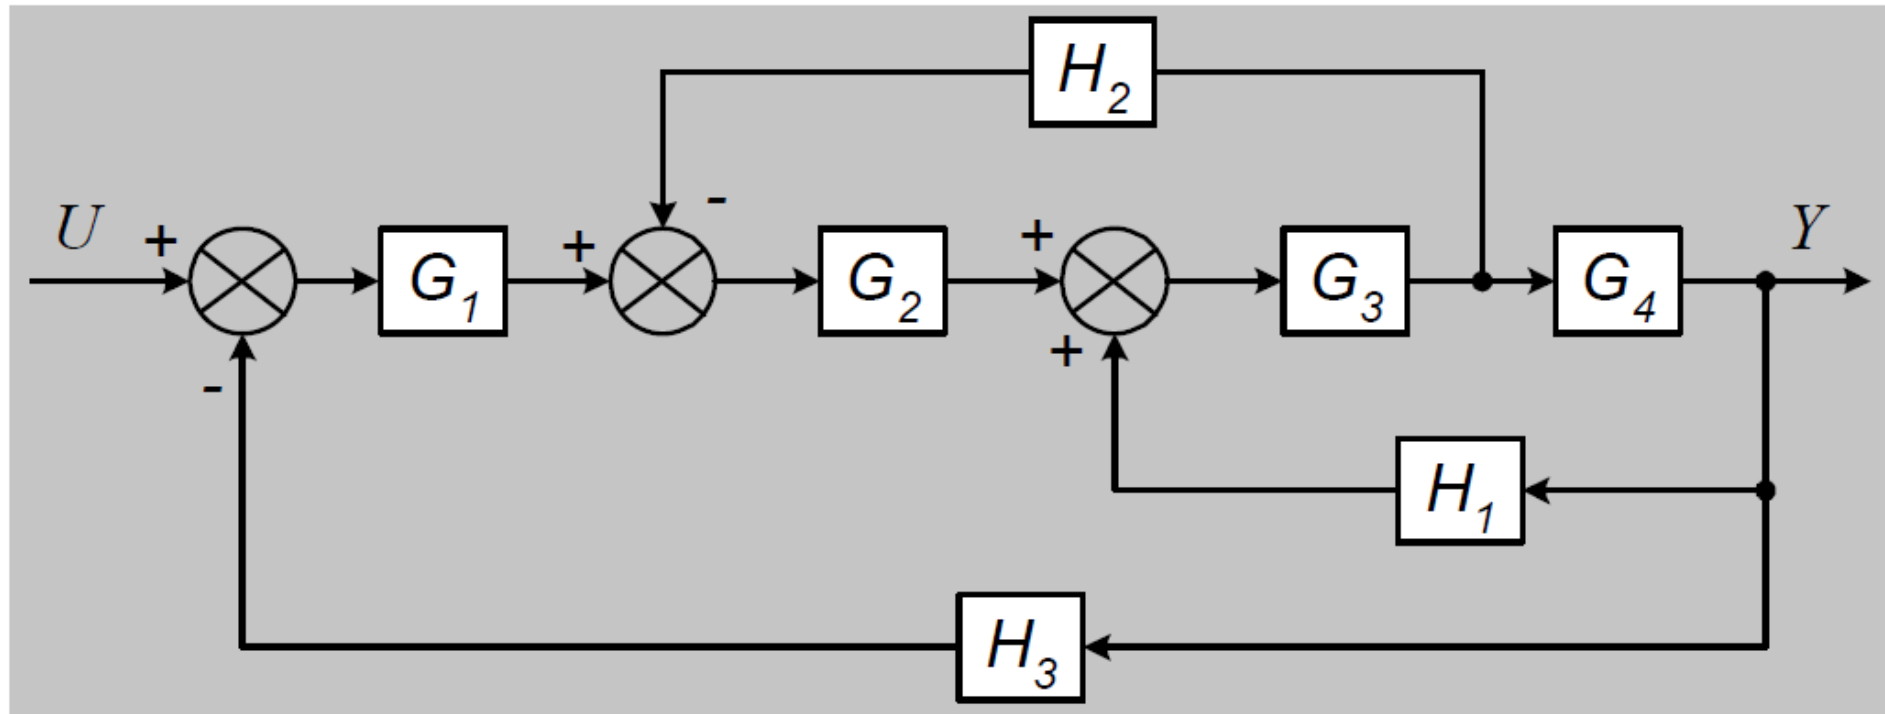 H₂
-
U + G₁ + G₂ + G₃ G₄ Y
- +
H₁
H₃